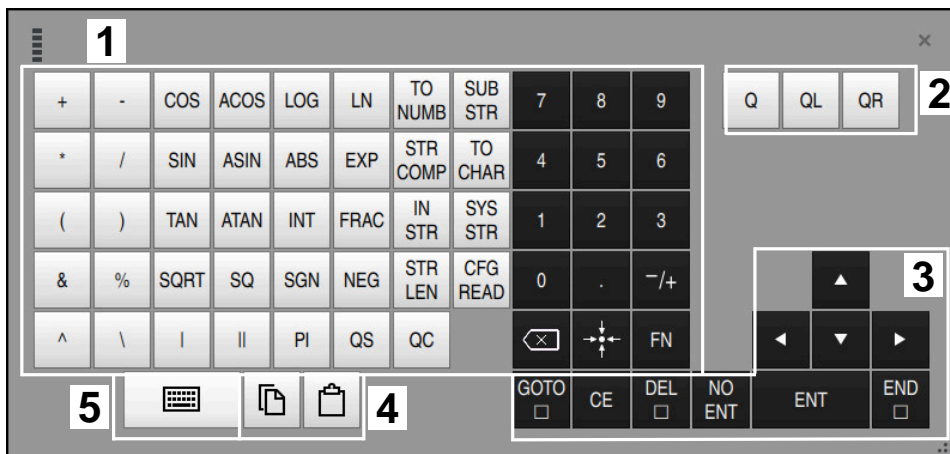 1
×
+ - COS ACOS LOG LN TO NUMB SUB STR 7 8 9 Q QL QR 2
* / SIN ASIN ABS EXP STR COMP TO CHAR 4 5 6
( ) TAN ATAN INT FRAC IN STR SYS STR 1 2 3
& % SQRT SQ SGN NEG STR LEN CFG READ 0 . −/+ 3
^ \ | || PI QS QC FN
5 4 GOTO □ CE DEL □ NO ENT ENT END □